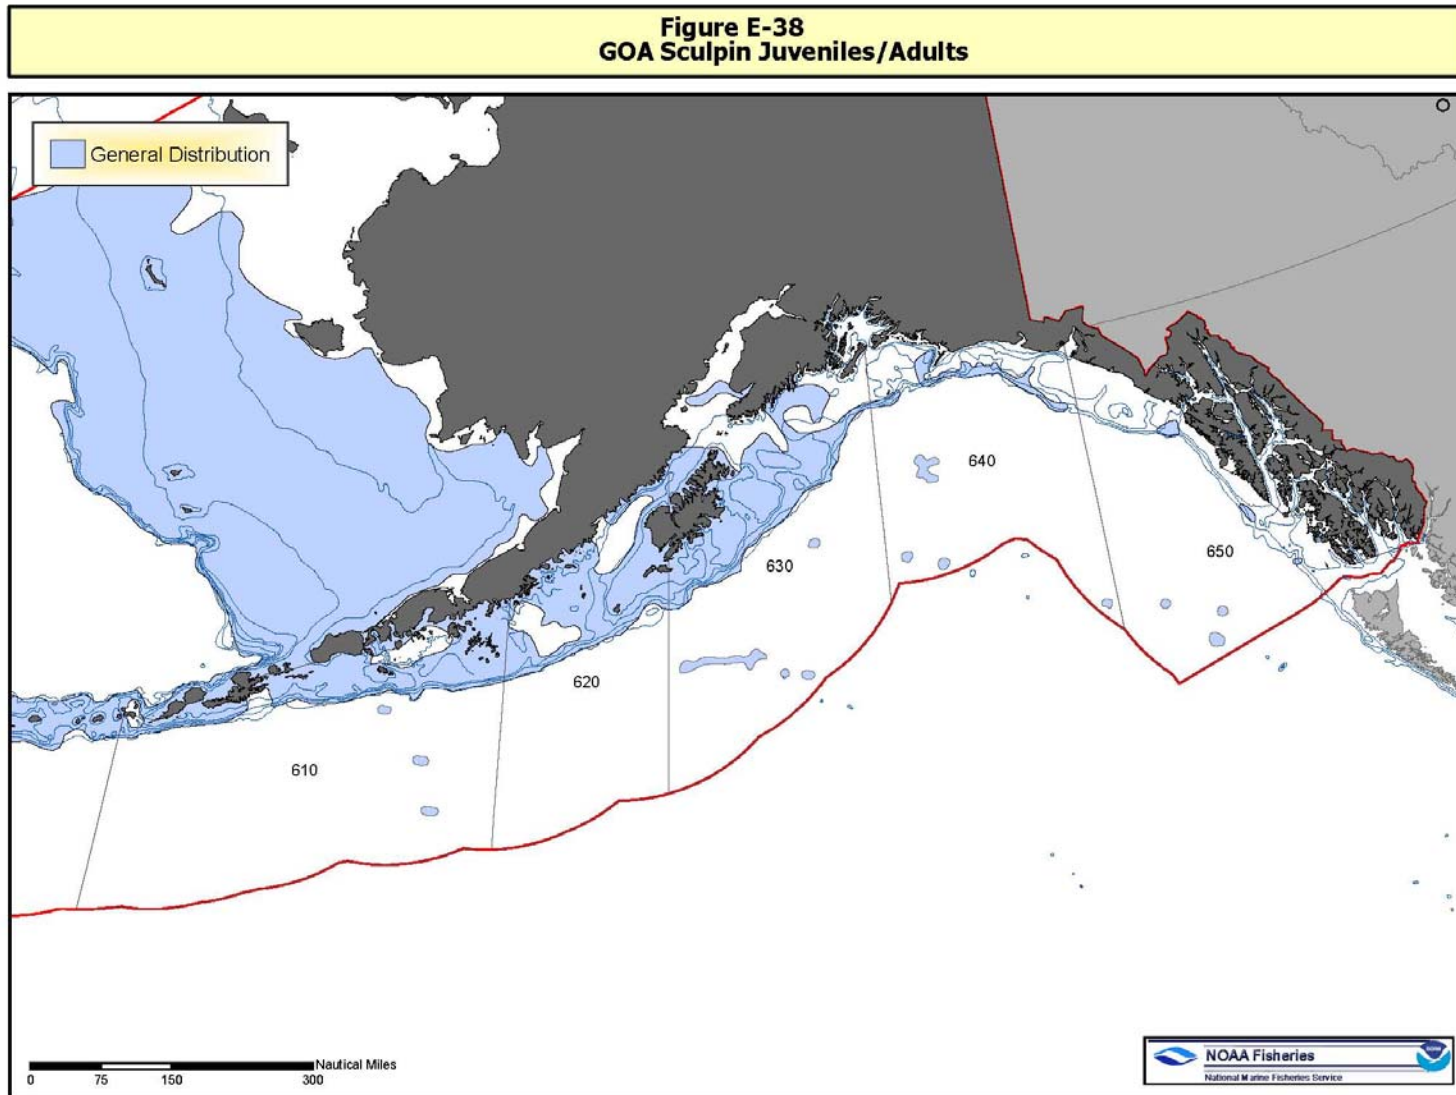 Figure E-38
GOA Sculpin Juveniles/Adults
General Distribution
640
650
630
620
610
Nautical Miles
0 75 150 300
NOAA Fisheries
National Marine Fisheries Service